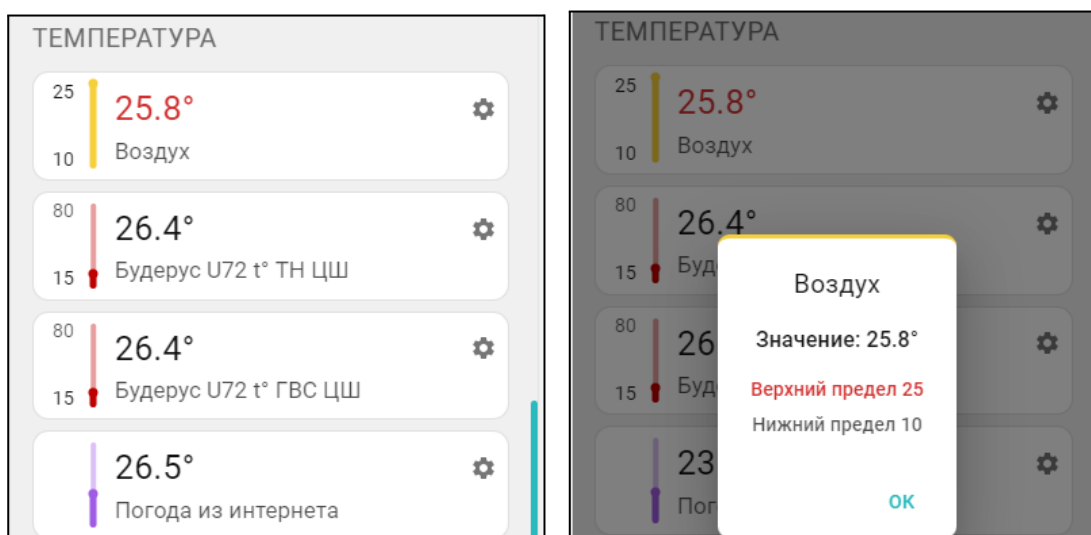 ТЕМПЕРАТУРА
25
25.8°
10
Воздух
80
26.4°
15
Будерус U72 t° ТН ЦШ
80
26.4°
15
Будерус U72 t° ГВС ЦШ
26.5°
Погода из интернета
ТЕМПЕРАТУРА
25
25.8°
10
Воздух
80
26.4°
15
Буд
80
26
15
Буд
23
Пог
Воздух
Значение: 25.8°
Верхний предел 25
Нижний предел 10
ОК